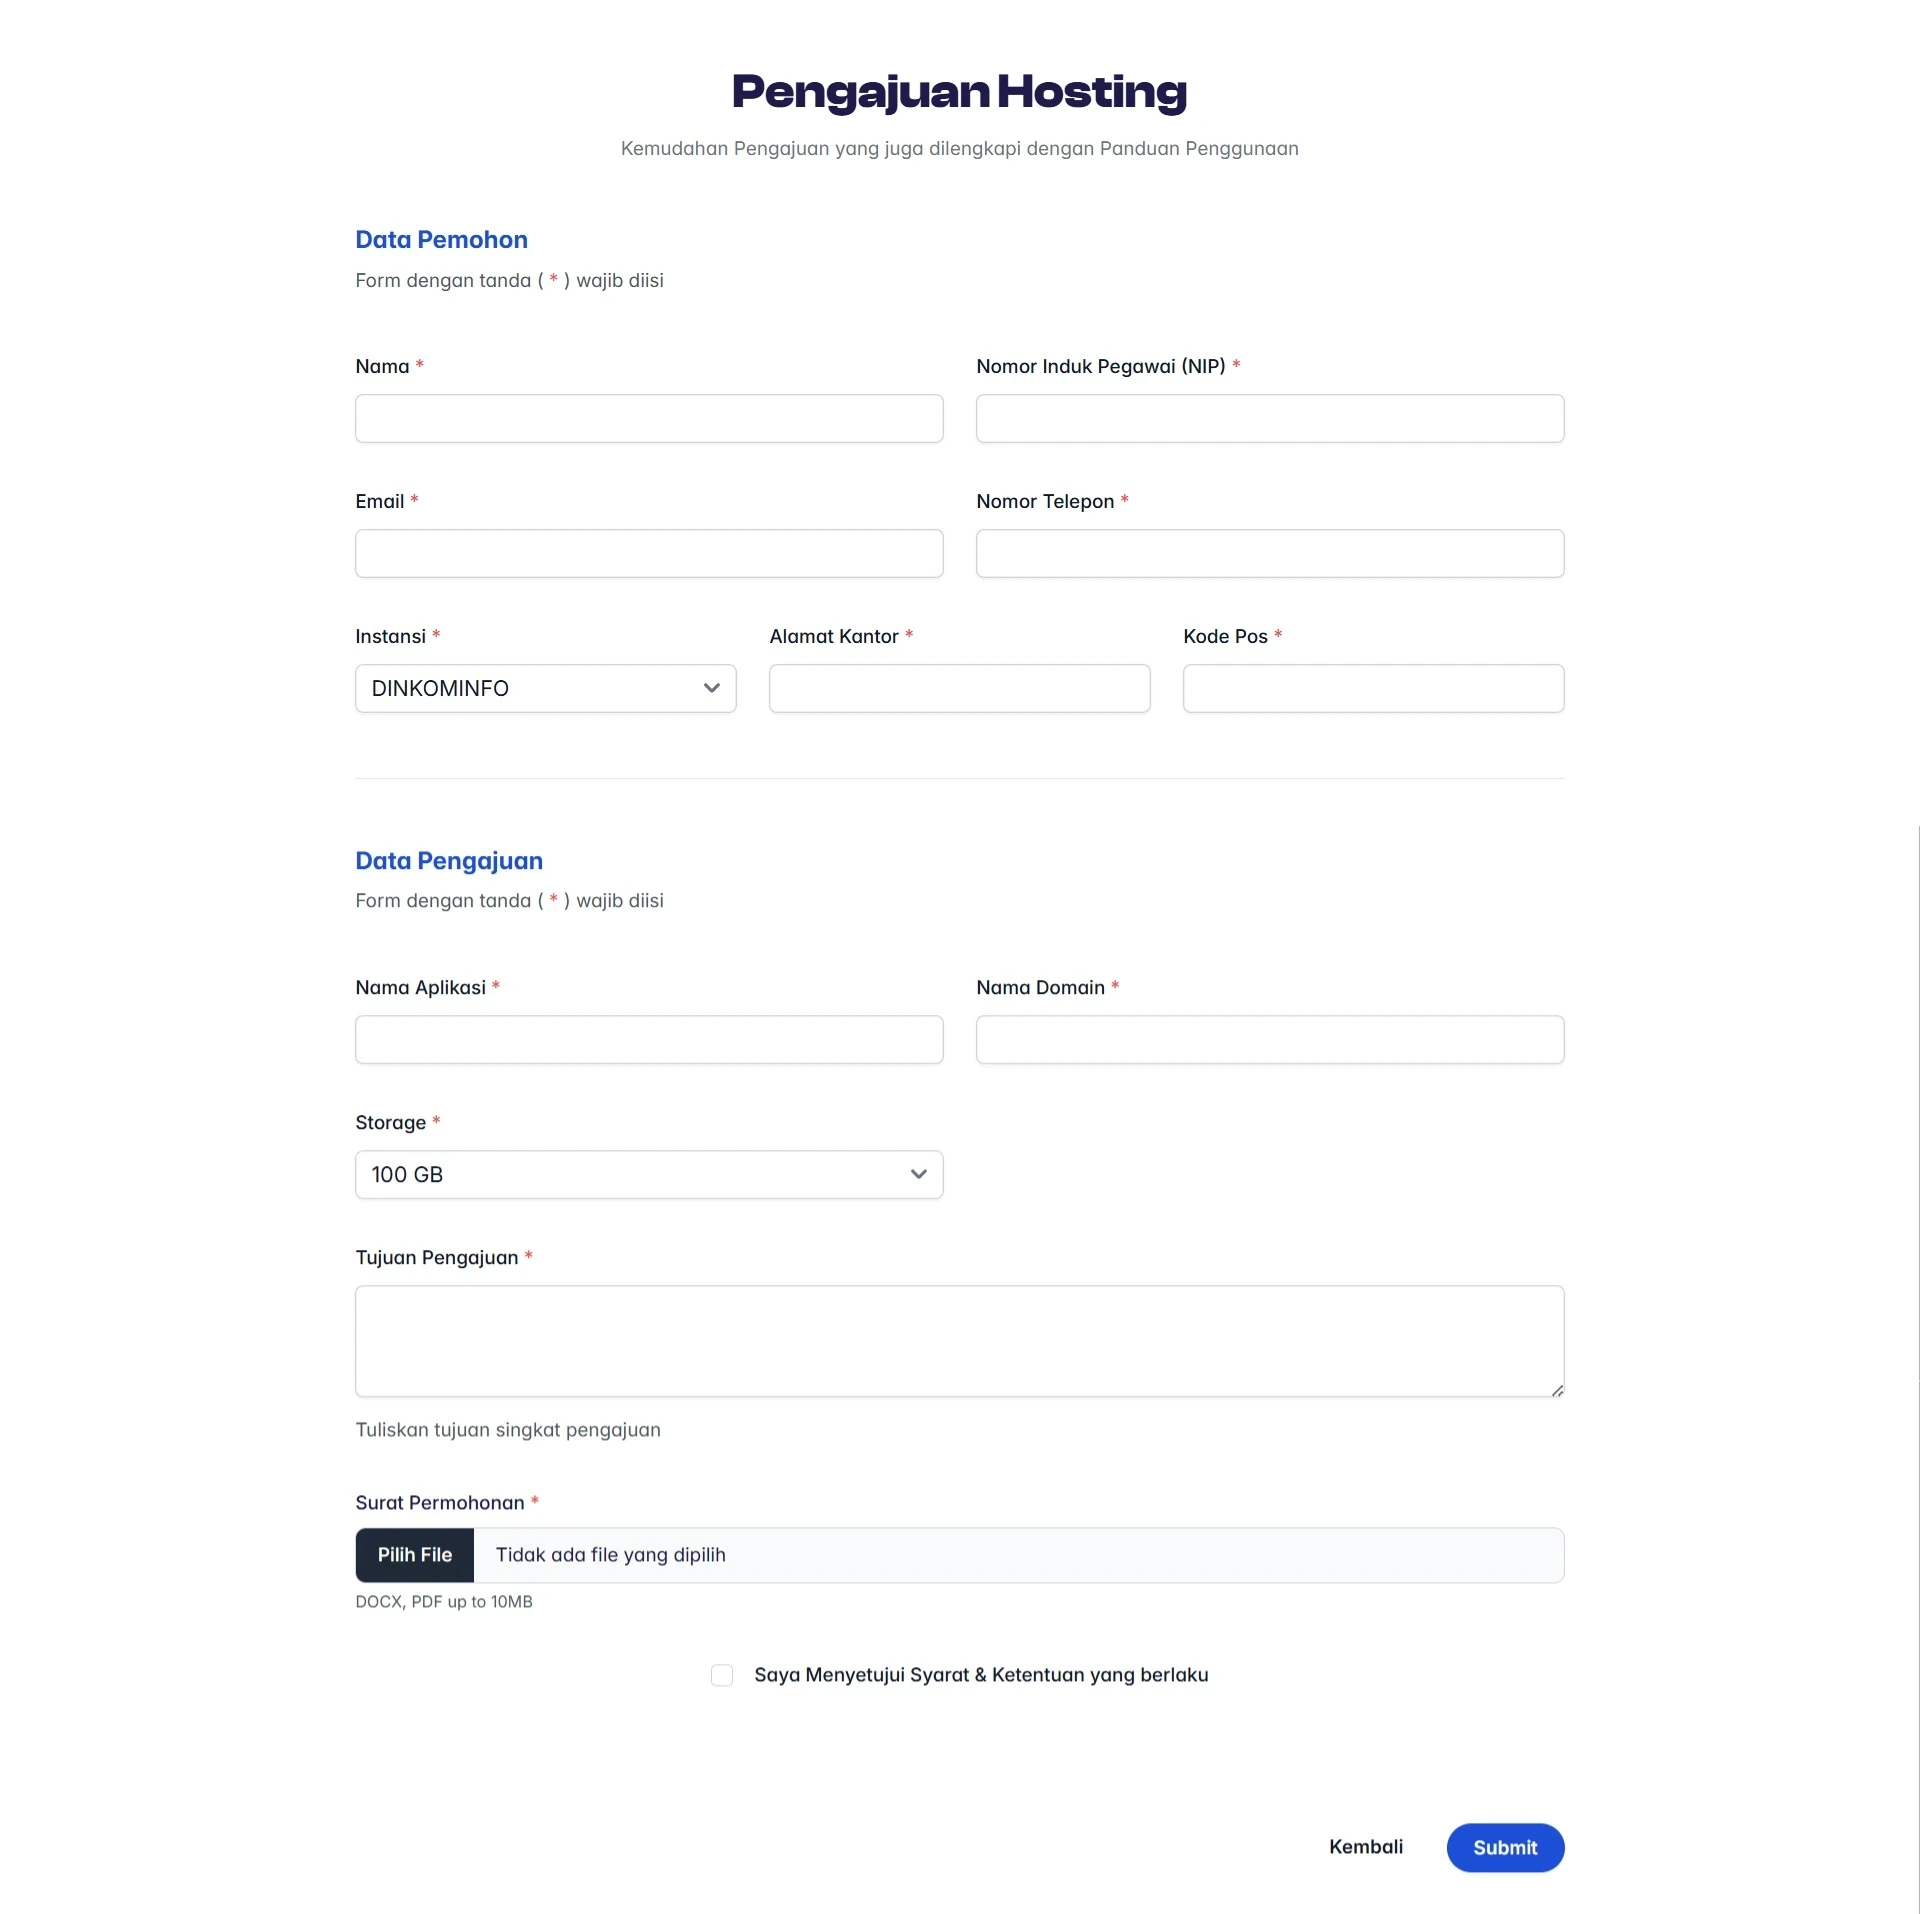 Pengajuan Hosting
Kemudahan Pengajuan yang juga dilengkapi dengan Panduan Penggunaan
Data Pemohon
Form dengan tanda ( * ) wajib diisi
Nama *
Nomor Induk Pegawai (NIP) *
Email *
Nomor Telepon *
Instansi *
Alamat Kantor *
Kode Pos *
DINKOMINFO
Data Pengajuan
Form dengan tanda ( * ) wajib diisi
Nama Aplikasi *
Nama Domain *
Storage *
100 GB
Tujuan Pengajuan *
Tuliskan tujuan singkat pengajuan
Surat Permohonan *
Pilih File
Tidak ada file yang dipilih
DOCX, PDF up to 10MB
Saya Menyetujui Syarat & Ketentuan yang berlaku
Kembali
Submit